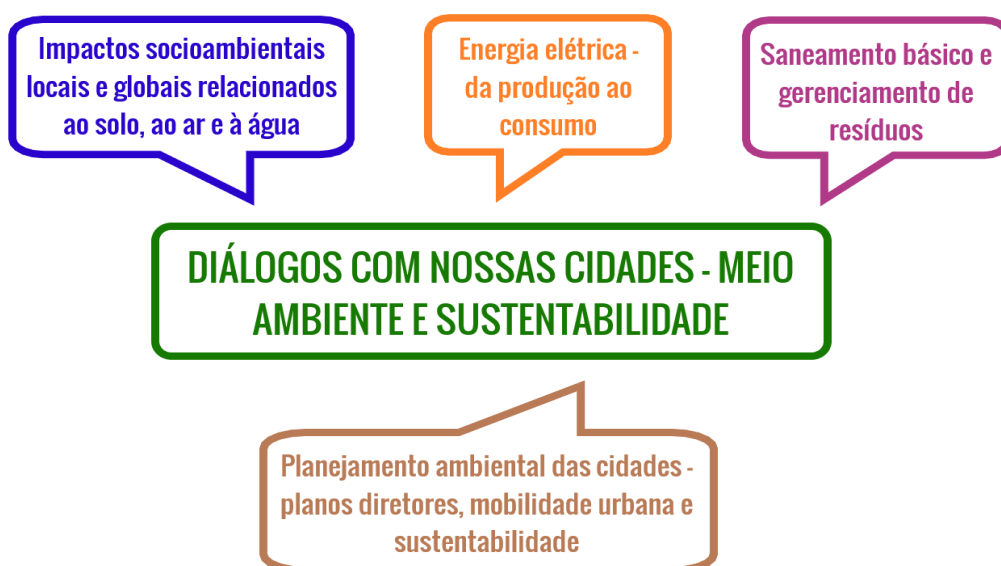 Impactos socioambientais
locais e globais relacionados
ao solo, ao ar e à água
Energia elétrica -
da produção ao
consumo
Saneamento básico e
gerenciamento de
resíduos
DIÁLOGOS COM NOSSAS CIDADES - MEIO
AMBIENTE E SUSTENTABILIDADE
Planejamento ambiental das cidades -
planos diretores, mobilidade urbana e
sustentabilidade